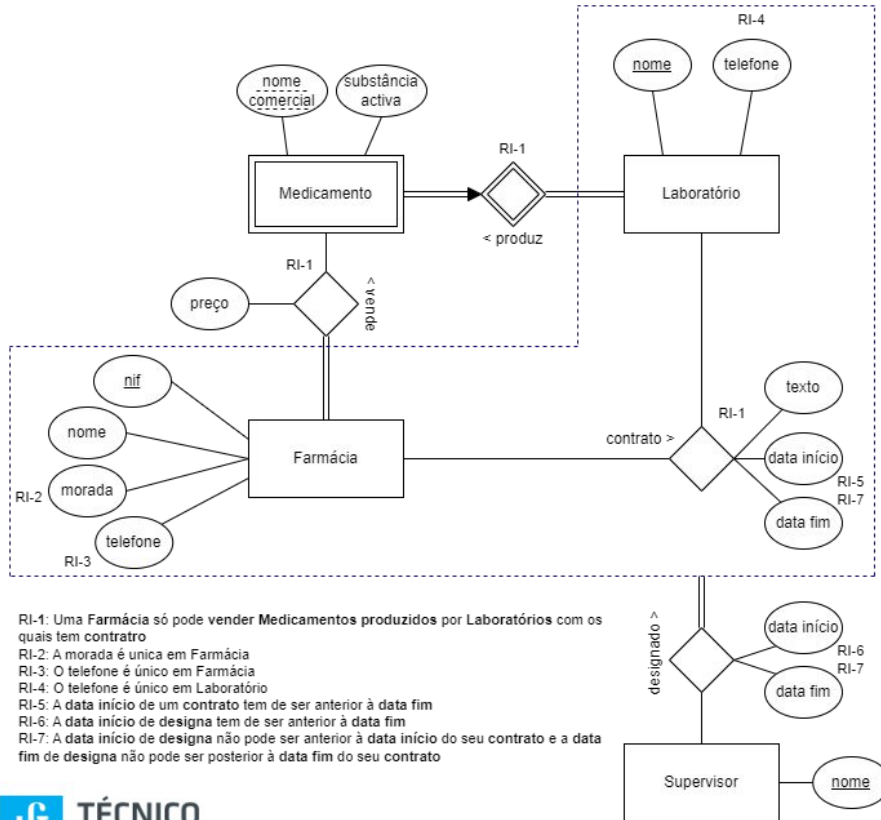 RI-4
nome
comercial
substância
activa
nome
telefone
RI-1
Medicamento
Laboratório
< produz
RI-1
< vende
preço
nif
texto
RI-1
nome
contrato >
Farmácia
data início
morada
RI-2
RI-5
RI-7
data fim
telefone
RI-3
RI-1: Uma Farmácia só pode vender Medicamentos produzidos por Laboratórios com os
quais tem contratro
RI-2: A morada é unica em Farmácia
RI-3: O telefone é único em Farmácia
RI-4: O telefone é único em Laboratório
RI-5: A data início de um contrato tem de ser anterior à data fim
RI-6: A data início de designa tem de ser anterior à data fim
RI-7: A data início de designa não pode ser anterior à data início do seu contrato e a data
fim de designa não pode ser posterior à data fim do seu contrato
designado >
data início
RI-6
RI-7
data fim
Supervisor
nome
TÉCNICO